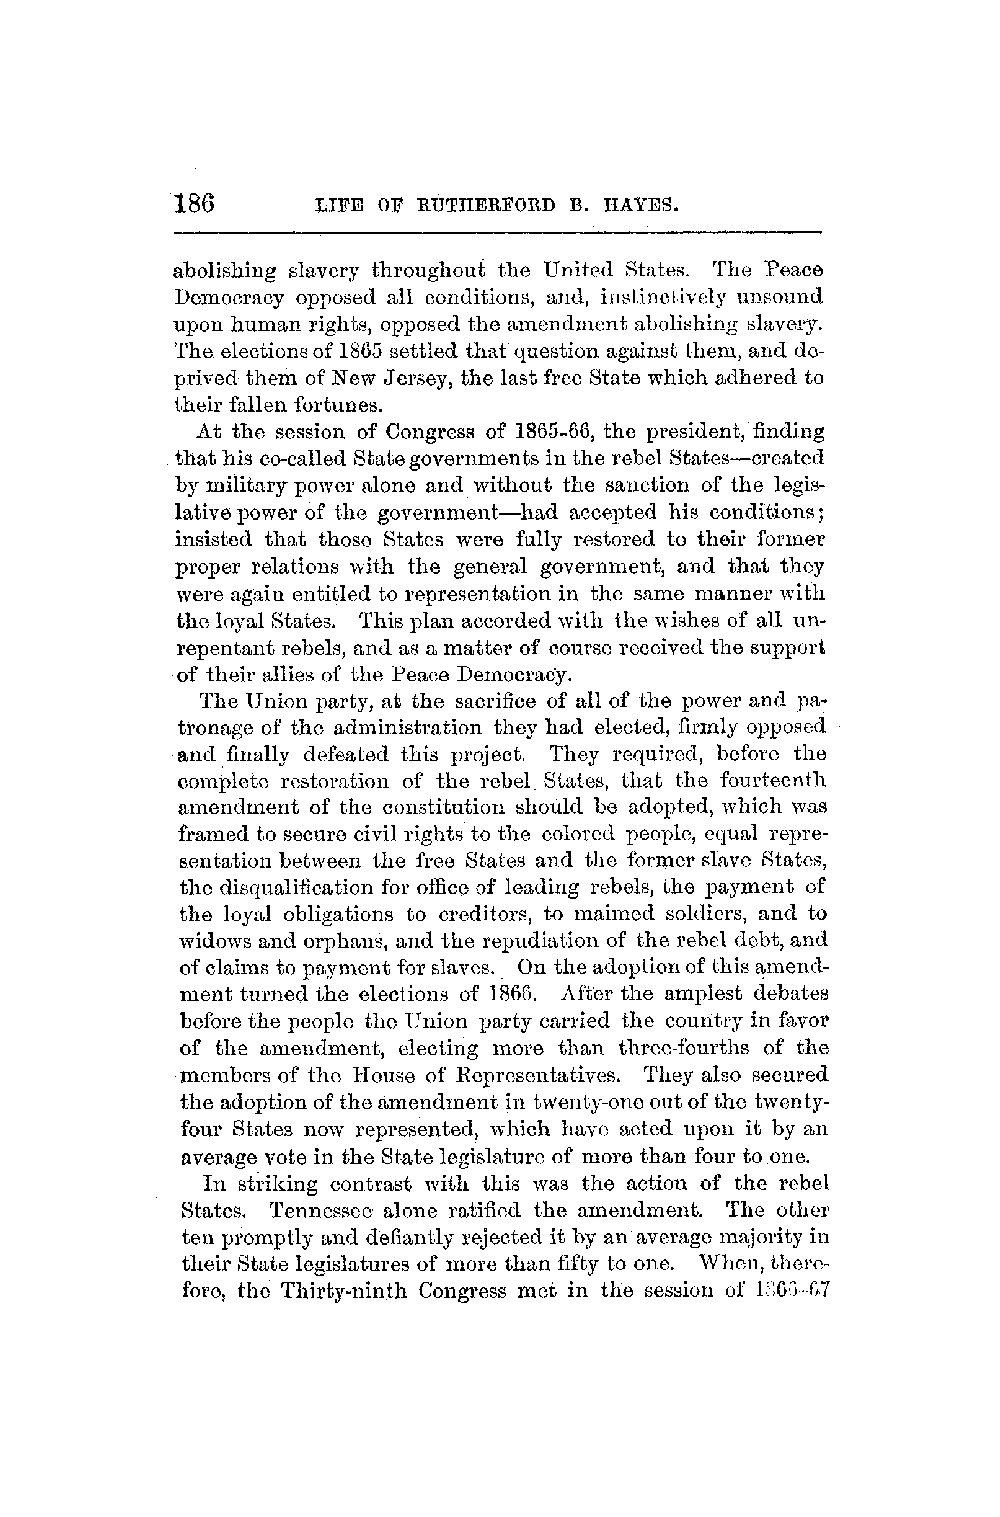 186 LIFE OF RUTHERFORD B. HAYES.
abolishing slavery throughout the United States. The Peace
Democracy opposed all conditions, and, instinctively unsound
upon human rights, opposed the amendment abolishing slavery.
The elections of 1865 settled that question against them, and de-
prived them of New Jersey, the last free State which adhered to
their fallen fortunes.
At the session of Congress of 1865-66, the president, finding
that his co-called State governments in the rebel States—created
by military power alone and without the sanction of the legis-
lative power of the government—had accepted his conditions;
insisted that those States were fully restored to their former
proper relations with the general government, and that they
were again entitled to representation in the same manner with
the loyal States. This plan accorded with the wishes of all un-
repentant rebels, and as a matter of course received the support
of their allies of the Peace Democracy.
The Union party, at the sacrifice of all of the power and pa-
tronage of the administration they had elected, firmly opposed
and finally defeated this project. They required, before the
complete restoration of the rebel States, that the fourteenth
amendment of the constitution should be adopted, which was
framed to secure civil rights to the colored people, equal repre-
sentation between the free States and the former slave States,
the disqualification for office of leading rebels, the payment of
the loyal obligations to creditors, to maimed soldiers, and to
widows and orphans, and the repudiation of the rebel debt, and
of claims to payment for slaves. On the adoption of this amend-
ment turned the elections of 1866. After the amplest debates
before the people the Union party carried the country in favor
of the amendment, electing more than three-fourths of the
members of the House of Representatives. They also secured
the adoption of the amendment in twenty-one out of the twenty-
four States now represented, which have acted upon it by an
average vote in the State legislature of more than four to one.
In striking contrast with this was the action of the rebel
States. Tennessee alone ratified the amendment. The other
ten promptly and defiantly rejected it by an average majority in
their State legislatures of more than fifty to one. When, there-
fore, the Thirty-ninth Congress met in the session of 1866-67